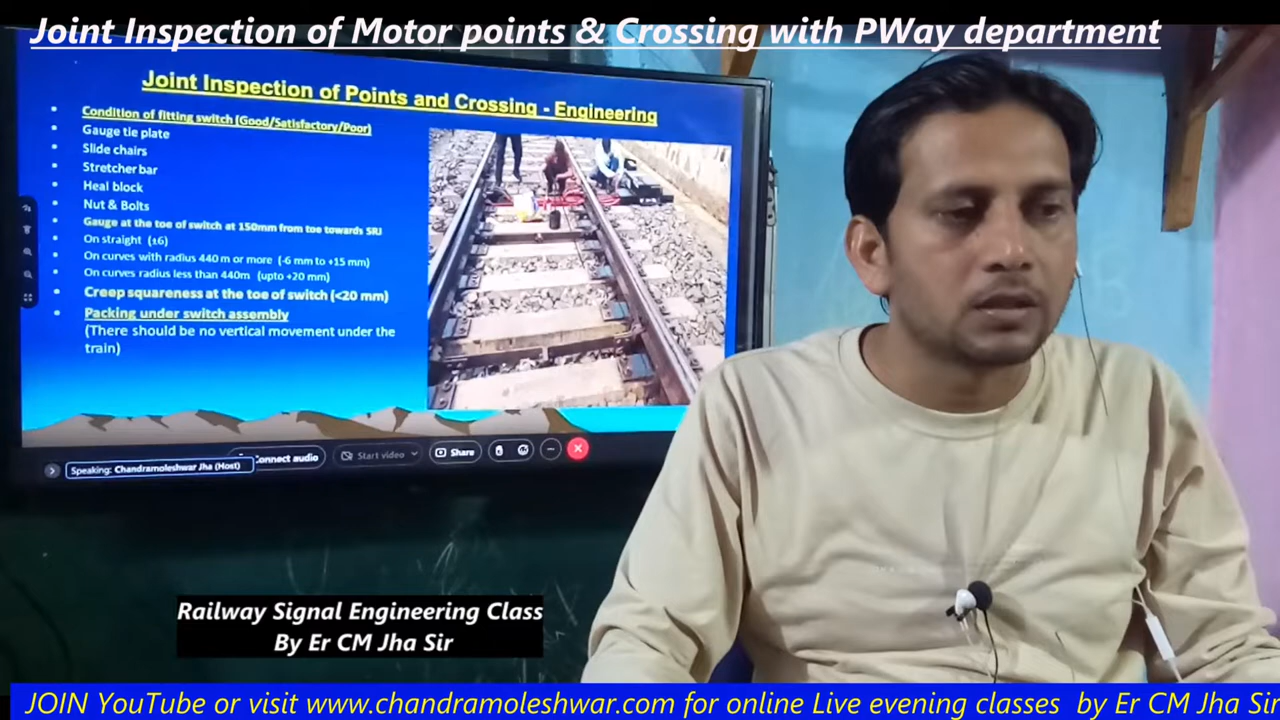 Joint Inspection of Motor points & Crossing with PWay department
Joint Inspection of Points and Crossing - Engineering
• Condition of fitting switch (Good/Satisfactory/Poor)
• Gauge tie plate
• Slide chairs
• Stretcher bar
• Heal block
• Nut & Bolts
• Gauge at the toe of switch at 150mm from toe towards SRJ
• On straight (±6)
• On curves with radius 440 m or more (-6 mm to +15 mm)
• On curves radius less than 440m (upto +20 mm)
• Creep squareness at the toe of switch (<20 mm)
• Packing under switch assembly
(There should be no vertical movement under the
train)
Speaking: Chandramoleshwar Jha (Host)
Connect audio
Start video
Share
Railway Signal Engineering Class
By Er CM Jha Sir
JOIN YouTube or visit www.chandramoleshwar.com for online Live evening classes by Er CM Jha Sir